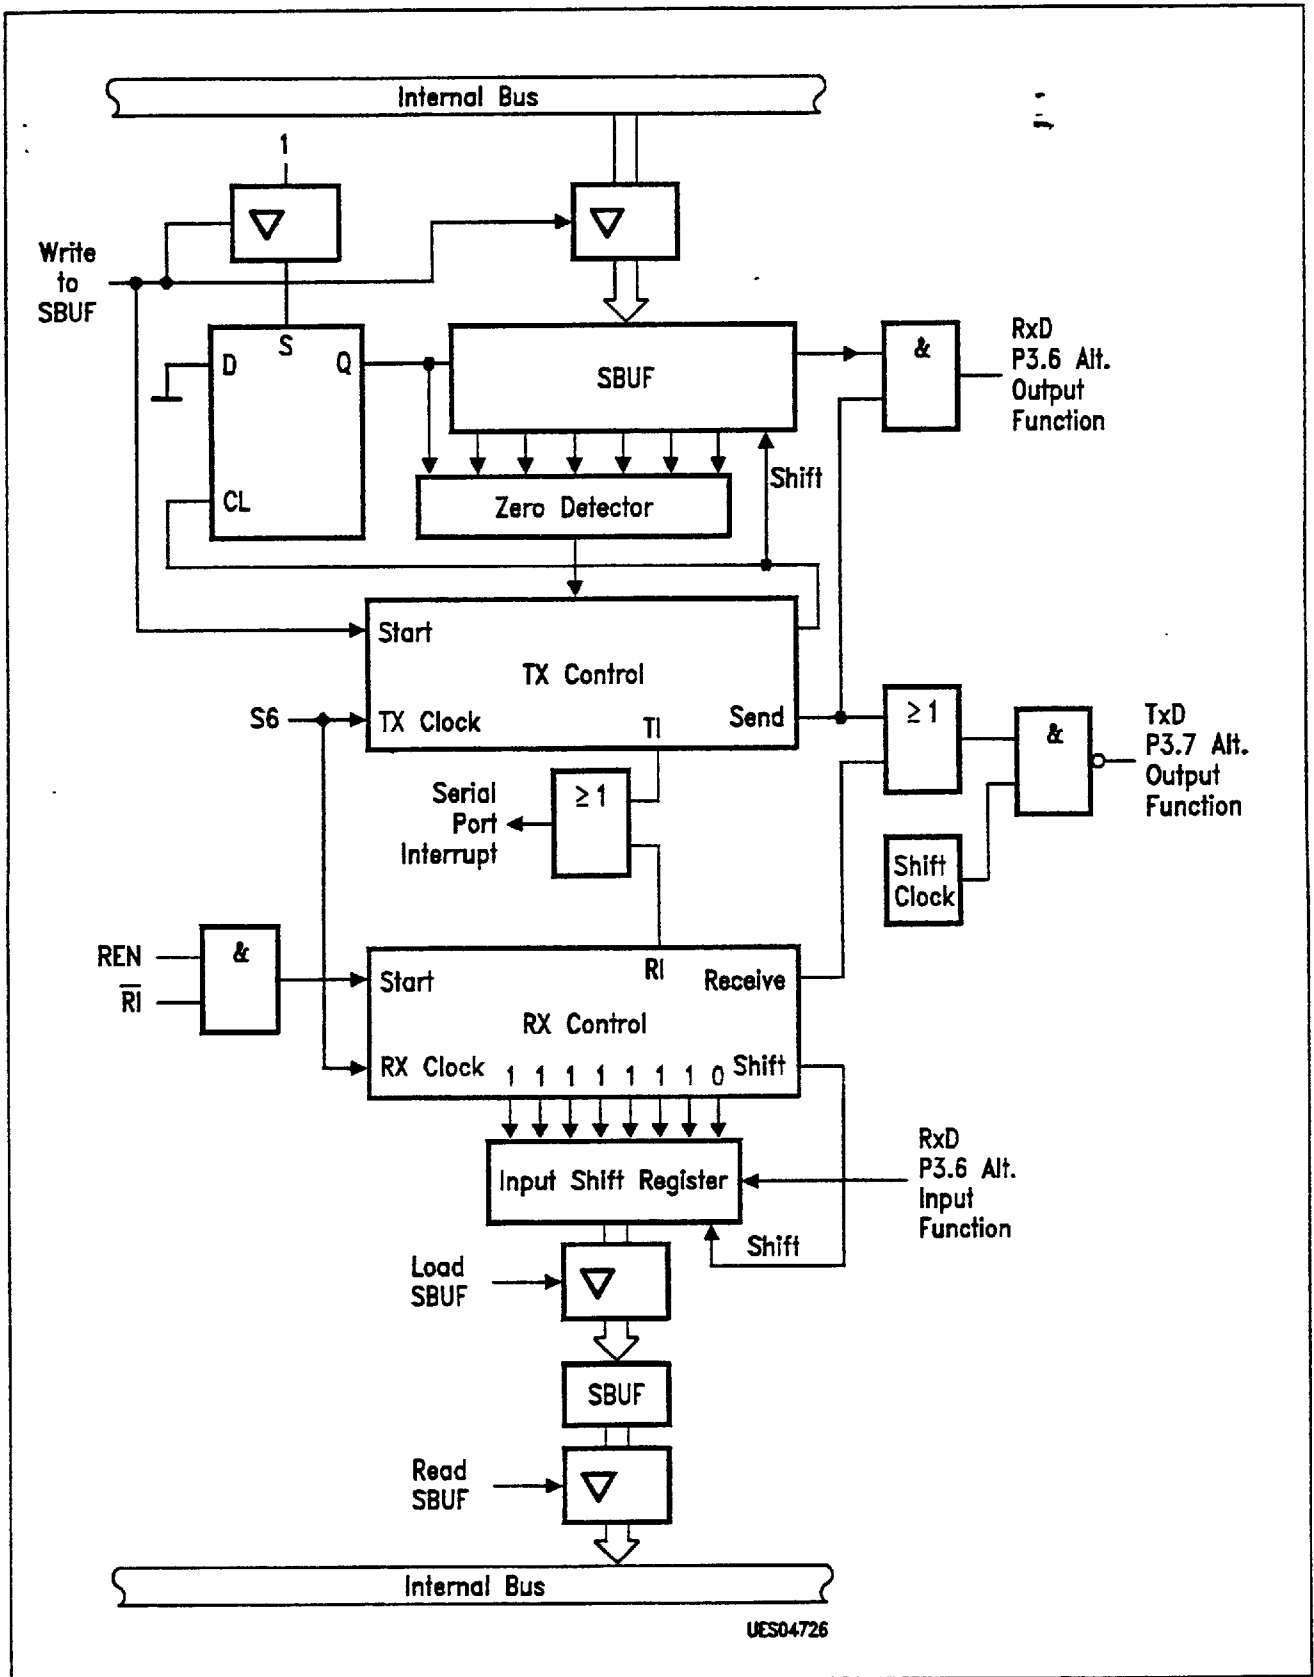 Internal Bus
1
Write
to
SBUF
S
D
Q
CL
SBUF
&
RxD
P3.6 Alt.
Output
Function
Shift
Zero Detector
Start
TX Control
S6
TX Clock
TI
Send
≥1
&
TxD
P3.7 Alt.
Output
Function
Serial
Port
Interrupt
≥1
Shift
Clock
REN
R̅I̅
&
Start
RI
Receive
RX Control
RX Clock
1 1 1 1 1 1 1 0
Shift
Input Shift Register
RxD
P3.6 Alt.
Input
Function
Shift
Load
SBUF
SBUF
Read
SBUF
Internal Bus
UES04726